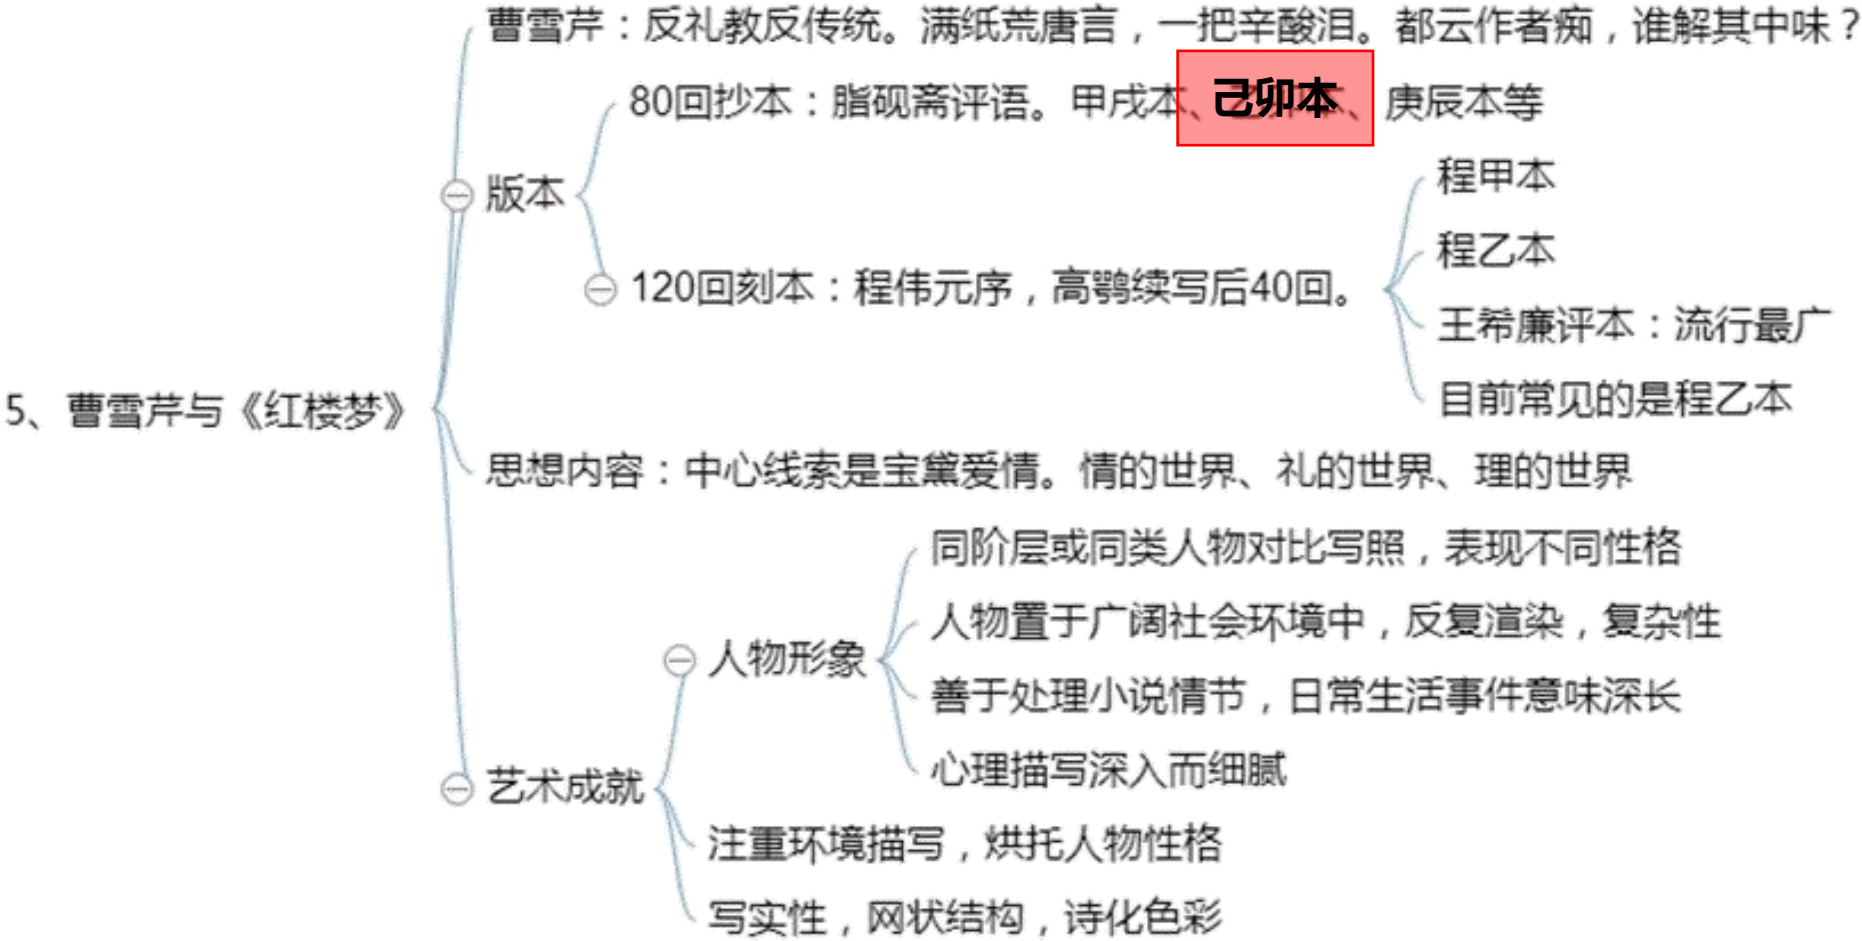 曹雪芹：反礼教反传统。满纸荒唐言，一把辛酸泪。都云作者痴，谁解其中味？
80回抄本：脂砚斋评语。甲戌本、己卯本、庚辰本等
版本
程甲本
程乙本
120回刻本：程伟元序，高鹗续写后40回。
王希廉评本：流行最广
目前常见的是程乙本
5、曹雪芹与《红楼梦》
思想内容：中心线索是宝黛爱情。情的世界、礼的世界、理的世界
同阶层或同类人物对比写照，表现不同性格
人物置于广阔社会环境中，反复渲染，复杂性
人物形象
善于处理小说情节，日常生活事件意味深长
心理描写深入而细腻
艺术成就
注重环境描写，烘托人物性格
写实性，网状结构，诗化色彩